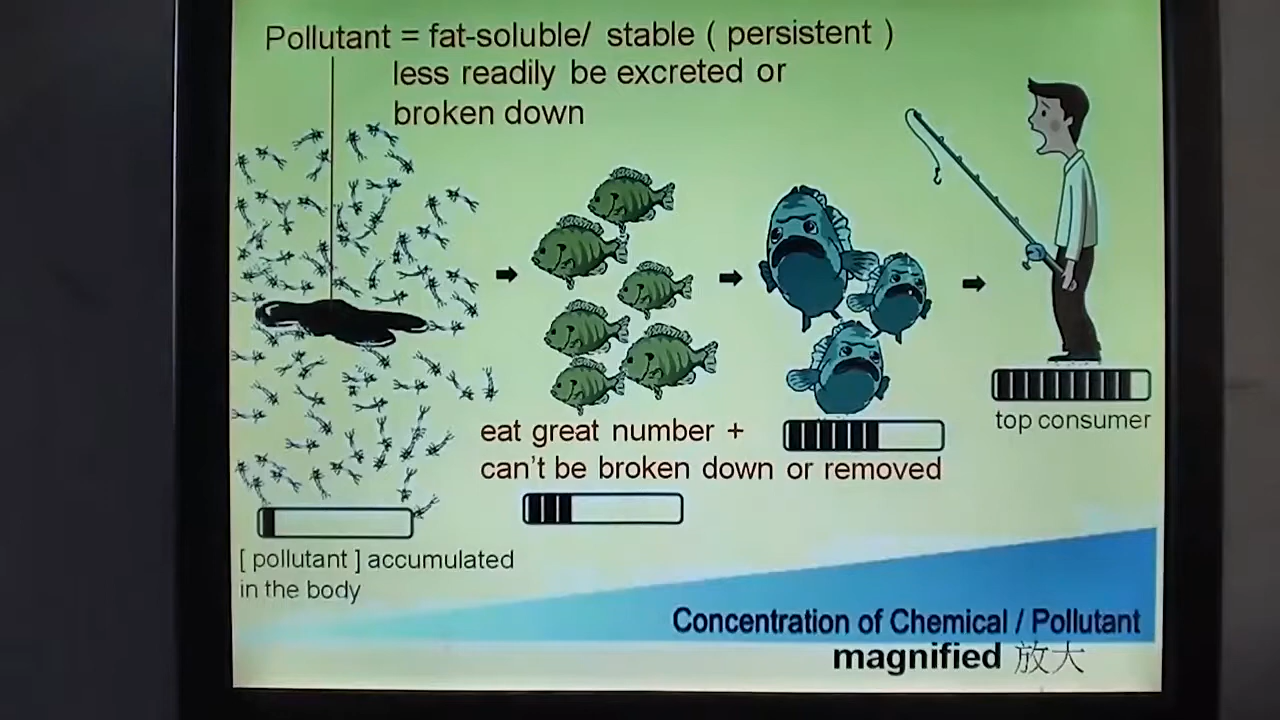 Pollutant = fat-soluble/ stable ( persistent )
less readily be excreted or
broken down
eat great number +
can't be broken down or removed
top consumer
[ pollutant ] accumulated
in the body
Concentration of Chemical / Pollutant
magnified 放大